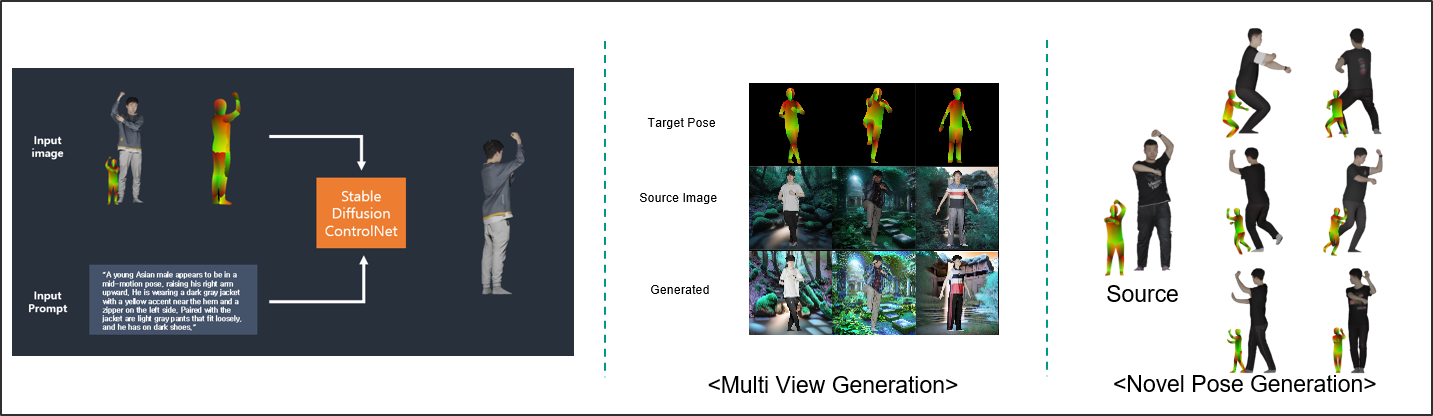 Input
image
Stable
Diffusion
ControlNet
Input
Prompt
"A young Asian male appears to be in a
mid-motion pose, raising his right arm
upward. He is wearing a dark gray jacket
with a yellow accent near the hem and a
zipper on the left side. Paired with the
jacket are light gray pants that fit loosely,
and he has on dark shoes."
Target Pose
Source Image
Generated
<Multi View Generation>
Source
<Novel Pose Generation>